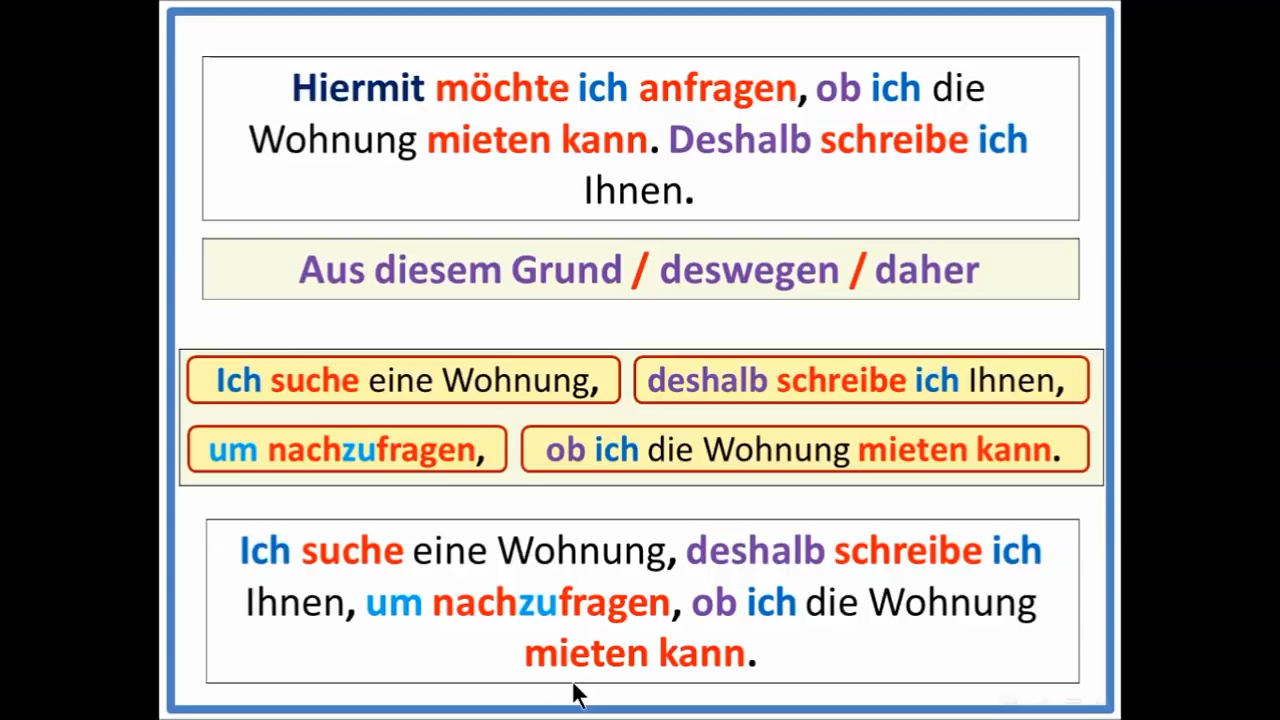 Hiermit möchte ich anfragen, ob ich die
Wohnung mieten kann. Deshalb schreibe ich
Ihnen.
Aus diesem Grund / deswegen / daher
Ich suche eine Wohnung, deshalb schreibe ich Ihnen,
um nachzufragen, ob ich die Wohnung mieten kann.
Ich suche eine Wohnung, deshalb schreibe ich
Ihnen, um nachzufragen, ob ich die Wohnung
mieten kann.